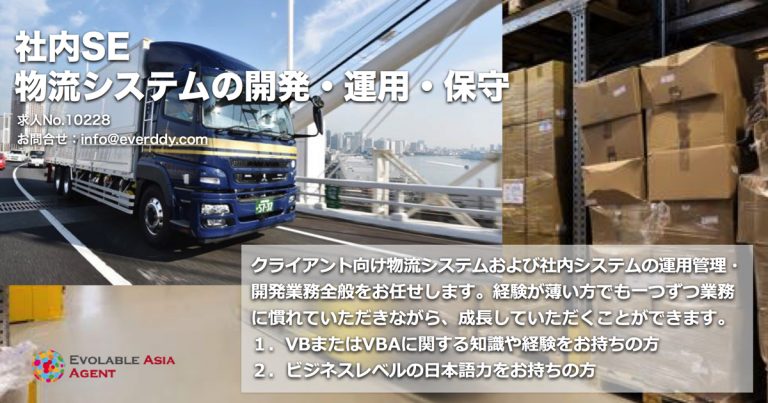 社内SE
物流システムの開発・運用・保守
求人No.10228
お問合せ：info@everddy.com
57-37
クライアント向け物流システムおよび社内システムの運用管理・
開発業務全般をお任せします。経験が薄い方でも一つずつ業務
に慣れていただきながら、成長していただくことができます。
１．VBまたはVBAに関する知識や経験をお持ちの方
２．ビジネスレベルの日本語力をお持ちの方
EVOLABLE ASIA
AGENT